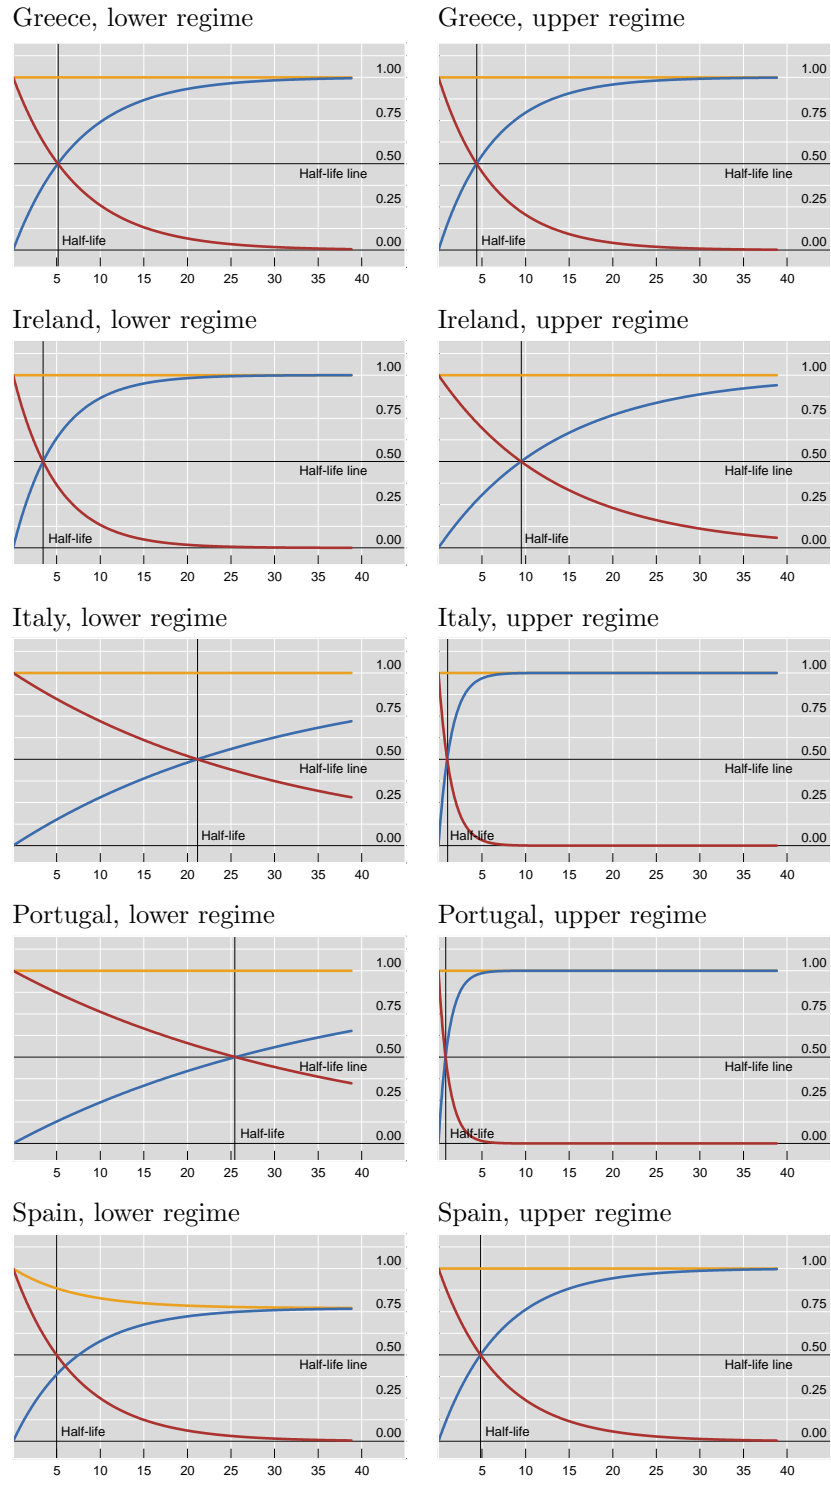 Greece, lower regime
1.00
0.75
0.50
Half-life line
0.25
Half-life
0.00
5 10 15 20 25 30 35 40
Greece, upper regime
1.00
0.75
0.50
Half-life line
0.25
Half-life
0.00
5 10 15 20 25 30 35 40
Ireland, lower regime
1.00
0.75
0.50
Half-life line
0.25
Half-life
0.00
5 10 15 20 25 30 35 40
Ireland, upper regime
1.00
0.75
0.50
Half-life line
0.25
Half-life
0.00
5 10 15 20 25 30 35 40
Italy, lower regime
1.00
0.75
0.50
Half-life line
0.25
Half-life
0.00
5 10 15 20 25 30 35 40
Italy, upper regime
1.00
0.75
0.50
Half-life line
0.25
Half-life
0.00
5 10 15 20 25 30 35 40
Portugal, lower regime
1.00
0.75
0.50
Half-life line
0.25
Half-life
0.00
5 10 15 20 25 30 35 40
Portugal, upper regime
1.00
0.75
0.50
Half-life line
0.25
Half-life
0.00
5 10 15 20 25 30 35 40
Spain, lower regime
1.00
0.75
0.50
Half-life line
0.25
Half-life
0.00
5 10 15 20 25 30 35 40
Spain, upper regime
1.00
0.75
0.50
Half-life line
0.25
Half-life
0.00
5 10 15 20 25 30 35 40